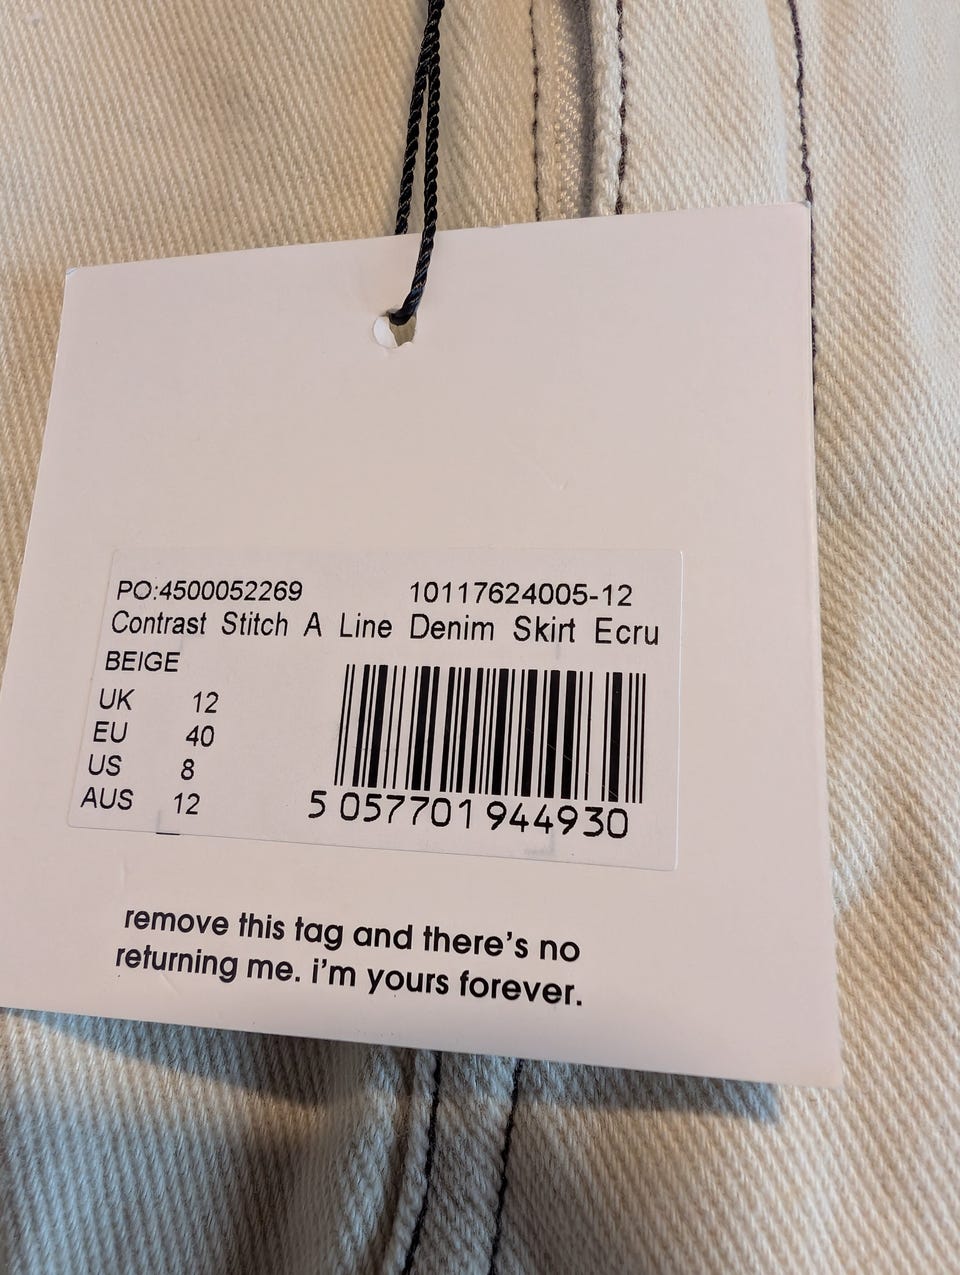 PO:4500052269 10117624005-12
Contrast Stitch A Line Denim Skirt Ecru
BEIGE
UK 12
EU 40
US 8
AUS 12
5 057701 944930
remove this tag and there's no
returning me. i'm yours forever.